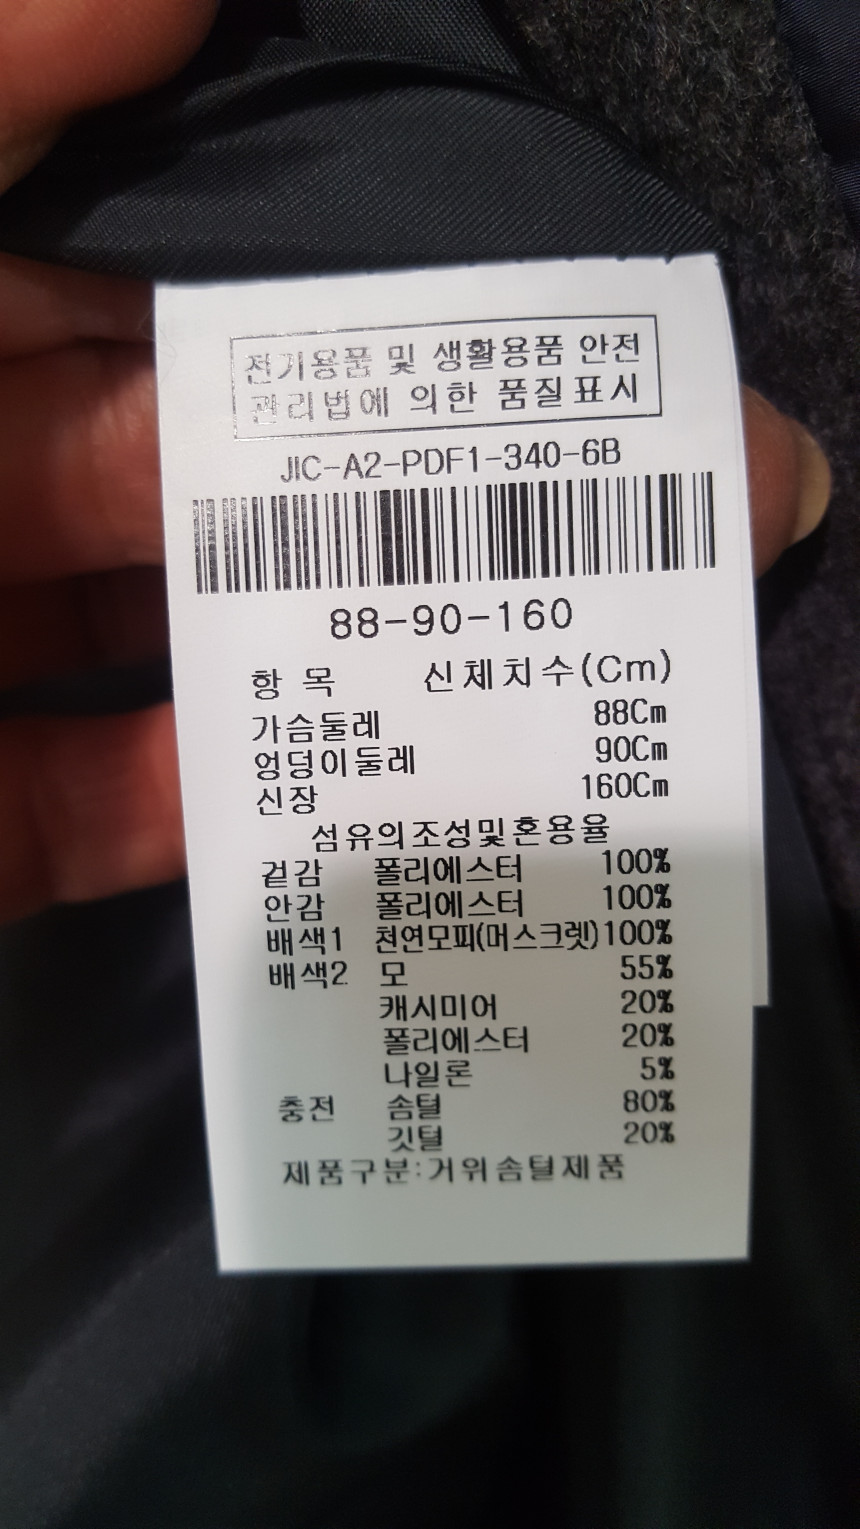 전기용품 및 생활용품 안전
관리법에 의한 품질표시
JIC-A2-PDF1-340-6B
88-90-160
항 목 신체치수(Cm)
가슴둘레 88Cm
엉덩이둘레 90Cm
신장 160Cm
섬유의조성및혼용율
겉감 폴리에스터 100%
안감 폴리에스터 100%
배색1 천연모피(머스크렛) 100%
배색2 모 55%
캐시미어 20%
폴리에스터 20%
나일론 5%
충전 솜털 80%
깃털 20%
제품구분:거위솜털제품